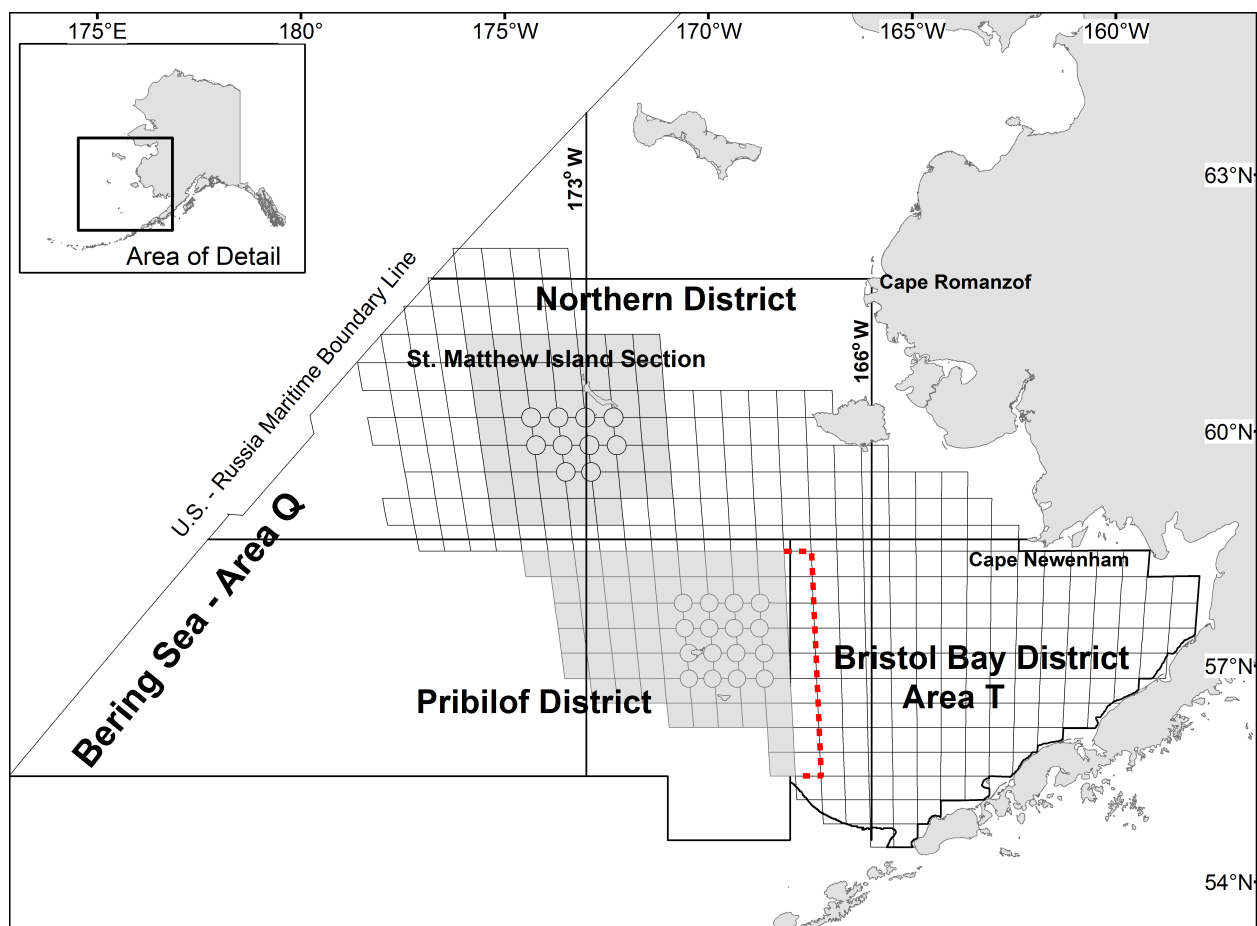 175°E 180° 175°W 170°W 165°W 160°W
Area of Detail
173° W
63°N
U.S. - Russia Maritime Boundary Line
Cape Romanzof
Northern District
St. Matthew Island Section
166° W
60°N
Bering Sea - Area Q
Cape Newenham
Bristol Bay District
Area T
57°N
Pribilof District
54°N